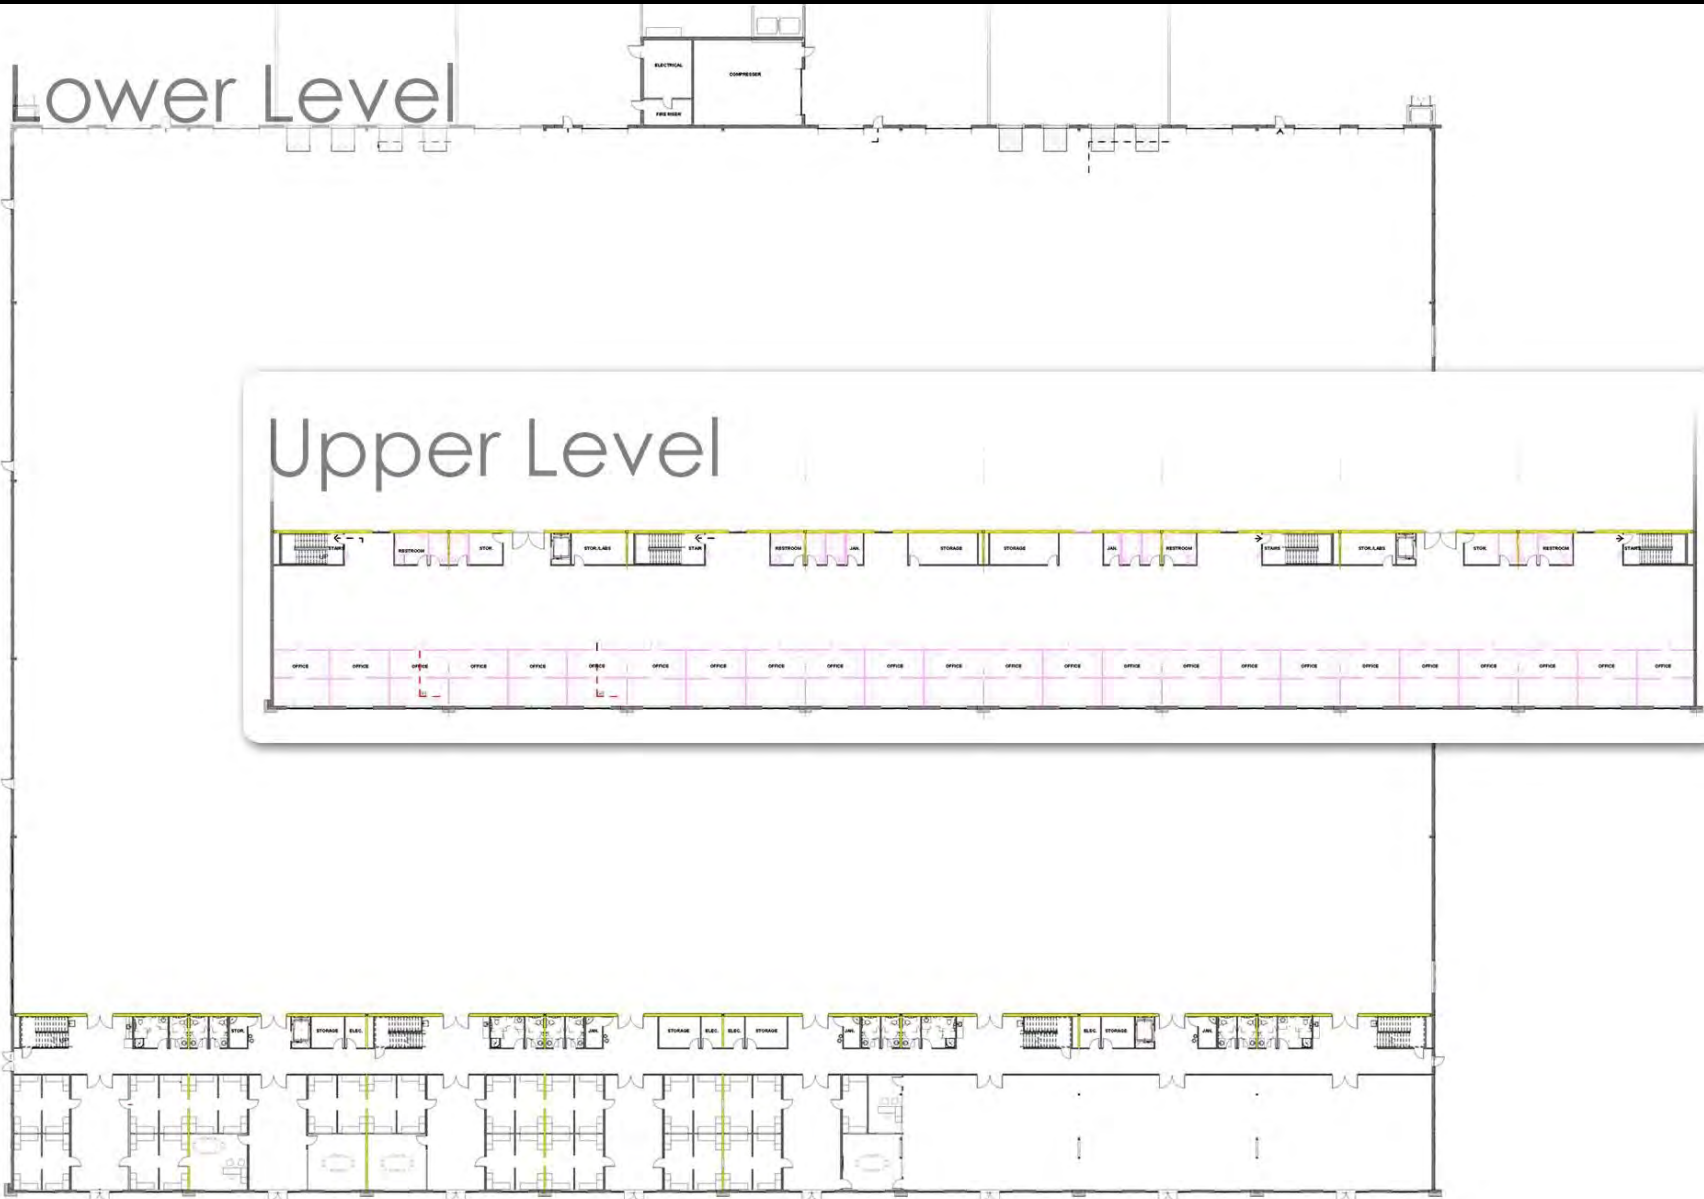 ELECTRICAL
COMPRESSER
Lower Level
FIRE RISER
Upper Level
STAIRS RESTROOM STOR. STOR./LABS STAIR RESTROOM JAN. STORAGE STORAGE JAN. RESTROOM STAIRS STOR./LABS STOR. RESTROOM STAIRS
UP
OFFICE OFFICE OFFICE OFFICE OFFICE OFFICE OFFICE OFFICE OFFICE OFFICE OFFICE OFFICE OFFICE OFFICE OFFICE OFFICE OFFICE OFFICE OFFICE OFFICE OFFICE OFFICE OFFICE OFFICE
STOR. STORAGE ELEC. JAN. STORAGE ELEC. ELEC. STORAGE JAN. ELEC. STORAGE JAN.
UP